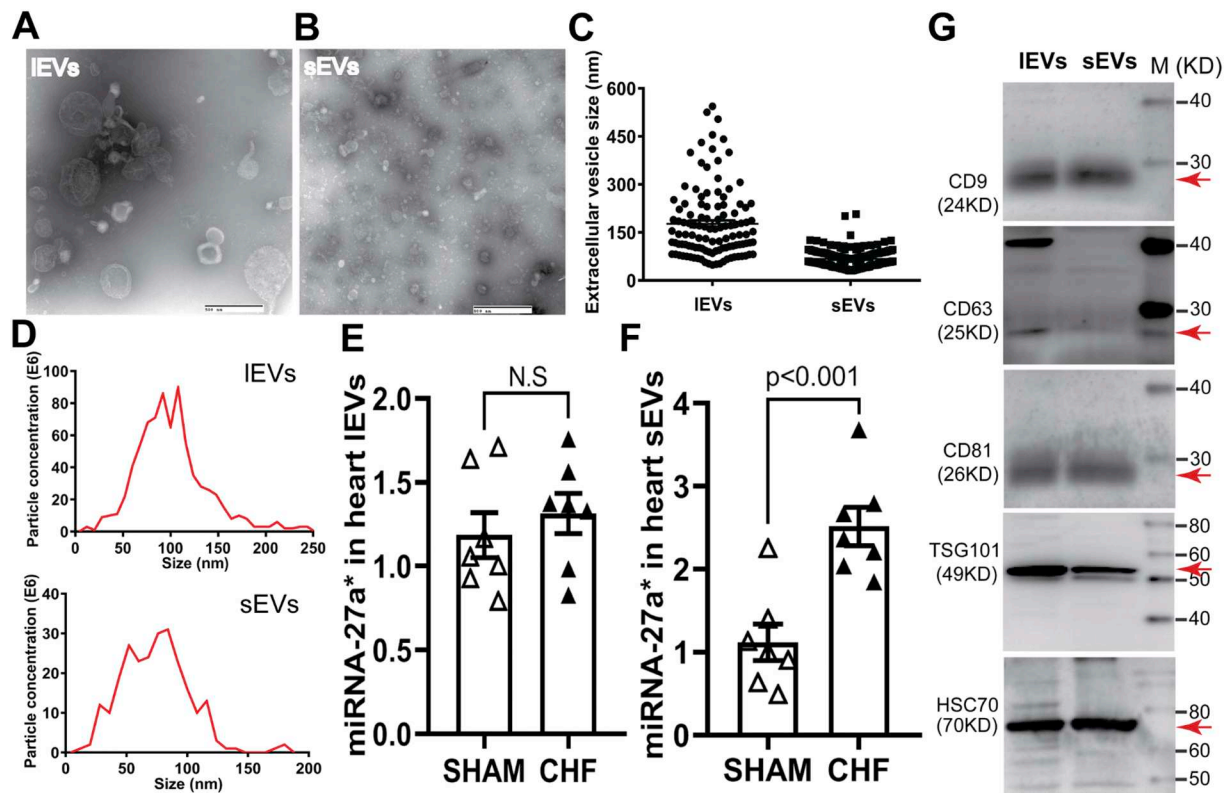 A
lEVs
500 nm
B
sEVs
C
Extracellular vesicle size (nm)
600
450
300
150
0
lEVs
sEVs
D
Particle concentration (E6)
100
80
60
40
20
0
lEVs
0 50 100 150 200 250
Size (nm)
Particle concentration (E6)
40
30
20
10
0
sEVs
0 50 100 150 200
Size (nm)
E
miRNA-27a* in heart lEVs
N.S
2.0
1.5
1.0
0.5
0.0
SHAM CHF
F
miRNA-27a* in heart sEVs
p<0.001
4
3
2
1
0
SHAM CHF
G
lEVs sEVs M (KD)
CD9
(24KD)
40
30
CD63
(25KD)
40
30
CD81
(26KD)
40
30
TSG101
(49KD)
80
60
50
40
HSC70
(70KD)
80
60
50